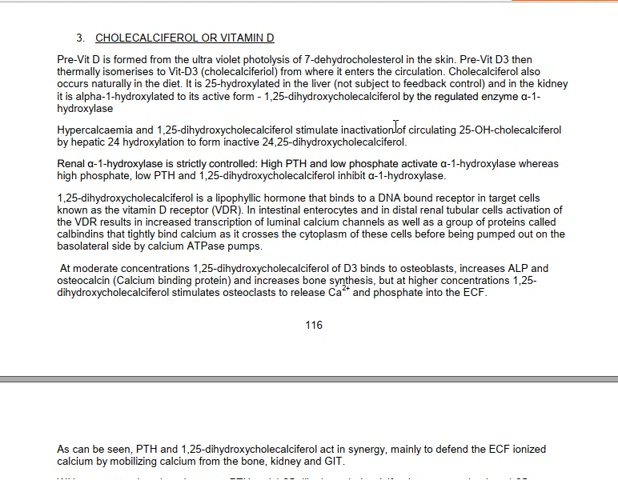 3. CHOLECALCIFEROL OR VITAMIN D
Pre-Vit D is formed from the ultra violet photolysis of 7-dehydrocholesterol in the skin. Pre-Vit D3 then
thermally isomerises to Vit-D3 (cholecalciferiol) from where it enters the circulation. Cholecalciferol also
occurs naturally in the diet. It is 25-hydroxylated in the liver (not subject to feedback control) and in the kidney
it is alpha-1-hydroxylated to its active form - 1,25-dihydroxycholecalciferol by the regulated enzyme α-1-
hydroxylase
Hypercalcaemia and 1,25-dihydroxycholecalciferol stimulate inactivation of circulating 25-OH-cholecalciferol
by hepatic 24 hydroxylation to form inactive 24,25-dihydroxycholecalciferol.
Renal α-1-hydroxylase is strictly controlled: High PTH and low phosphate activate α-1-hydroxylase whereas
high phosphate, low PTH and 1,25-dihydroxycholecalciferol inhibit α-1-hydroxylase.
1,25-dihydroxycholecalciferol is a lipophyllic hormone that binds to a DNA bound receptor in target cells
known as the vitamin D receptor (VDR). In intestinal enterocytes and in distal renal tubular cells activation of
the VDR results in increased transcription of luminal calcium channels as well as a group of proteins called
calbindins that tightly bind calcium as it crosses the cytoplasm of these cells before being pumped out on the
basolateral side by calcium ATPase pumps.
At moderate concentrations 1,25-dihydroxycholecalciferol of D3 binds to osteoblasts, increases ALP and
osteocalcin (Calcium binding protein) and increases bone synthesis, but at higher concentrations 1,25-
dihydroxycholecalciferol stimulates osteoclasts to release Ca2+ and phosphate into the ECF.
116
As can be seen, PTH and 1,25-dihydroxycholecalciferol act in synergy, mainly to defend the ECF ionized
calcium by mobilizing calcium from the bone, kidney and GIT.